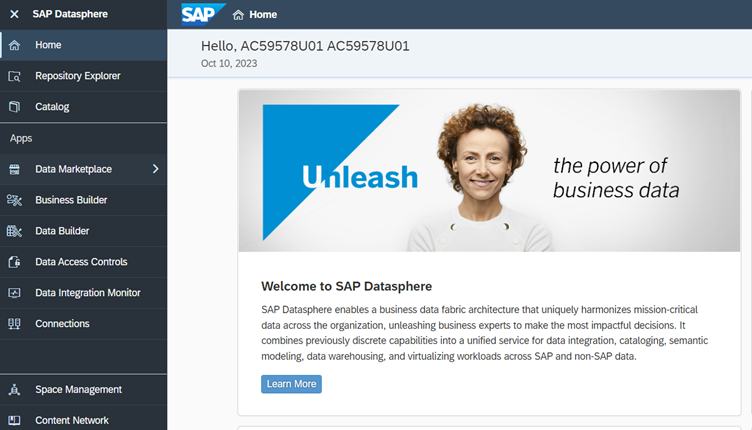 SAP Datasphere
SAP
Home
Home
Repository Explorer
Catalog
Apps
Data Marketplace
Business Builder
Data Builder
Data Access Controls
Data Integration Monitor
Connections
Space Management
Content Network
Hello, AC59578U01 AC59578U01
Oct 10, 2023
Unleash
the power of
business data
Welcome to SAP Datasphere
SAP Datasphere enables a business data fabric architecture that uniquely harmonizes mission-critical
data across the organization, unleashing business experts to make the most impactful decisions. It
combines previously discrete capabilities into a unified service for data integration, cataloging, semantic
modeling, data warehousing, and virtualizing workloads across SAP and non-SAP data.
Learn More